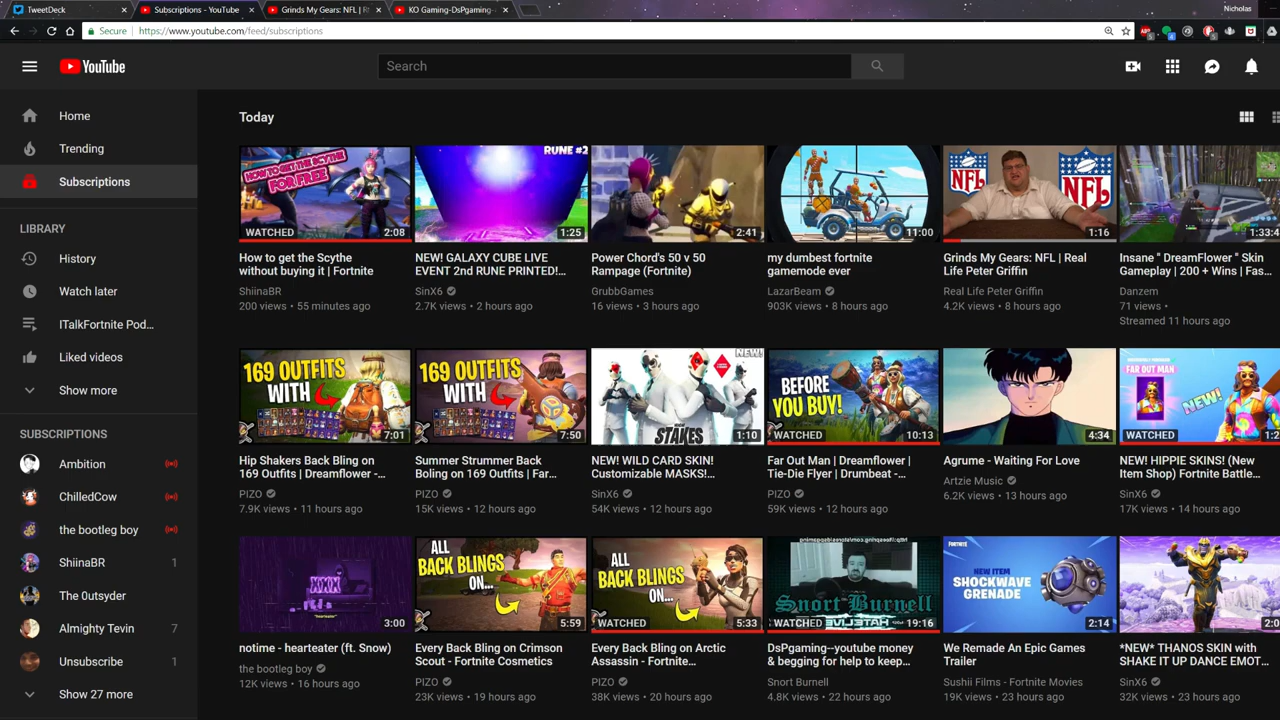 TweetDeck
Subscriptions - YouTube
Grinds My Gears: NFL | R
KO Gaming-DsPgaming-
Nicholas
Secure
https://www.youtube.com/feed/subscriptions
YouTube
Search
Home
Trending
Subscriptions
LIBRARY
History
Watch later
ITalkFortnite Pod...
Liked videos
Show more
SUBSCRIPTIONS
Ambition
ChilledCow
the bootleg boy
ShiinaBR 1
The 0utsyder
Almighty Tevin 7
Unsubscribe 1
Show 27 more
Today
HOW TO GET THE SCYTHE
FOR FREE
WATCHED 2:08
How to get the Scythe
without buying it | Fortnite
ShiinaBR
200 views • 55 minutes ago
RUNE #2
1:25
NEW! GALAXY CUBE LIVE
EVENT 2nd RUNE PRINTED!...
SinX6
2.7K views • 2 hours ago
2:41
Power Chord's 50 v 50
Rampage (Fortnite)
GrubbGames
16 views • 3 hours ago
11:00
my dumbest fortnite
gamemode ever
LazarBeam
903K views • 8 hours ago
NFL
NFL
1:16
Grinds My Gears: NFL | Real
Life Peter Griffin
Real Life Peter Griffin
4.2K views • 8 hours ago
1:33:4
Insane " DreamFlower " Skin
Gameplay | 200 + Wins | Fas...
Danzem
71 views •
Streamed 11 hours ago
169 OUTFITS
WITH
7:01
Hip Shakers Back Bling on
169 Outfits | Dreamflower -...
PIZO
7.9K views • 11 hours ago
169 OUTFITS
WITH
7:50
Summer Strummer Back
Boling on 169 Outfits | Far...
PIZO
15K views • 12 hours ago
NEW!
STAKES
1:10
NEW! WILD CARD SKIN!
Customizable MASKS!...
SinX6
54K views • 12 hours ago
BEFORE
YOU BUY!
WATCHED 10:13
Far Out Man | Dreamflower |
Tie-Die Flyer | Drumbeat -...
PIZO
59K views • 12 hours ago
4:34
Agrume - Waiting For Love
Artzie Music
6.2K views • 13 hours ago
FAR OUT MAN
NEW!
WATCHED 1:2
NEW! HIPPIE SKINS! (New
Item Shop) Fortnite Battle...
SinX6
17K views • 14 hours ago
XXX
3:00
notime - hearteater (ft. Snow)
the bootleg boy
12K views • 16 hours ago
ALL
BACK BLINGS
ON...
5:59
Every Back Bling on Crimson
Scout - Fortnite Cosmetics
PIZO
23K views • 19 hours ago
ALL
BACK BLINGS
ON...
WATCHED 5:33
Every Back Bling on Arctic
Assassin - Fortnite...
PIZO
38K views • 20 hours ago
Snort Burnell
WATCHED 19:16
DsPgaming--youtube money
& begging for help to keep...
Snort Burnell
4.8K views • 22 hours ago
FORTNITE
NEW ITEM
SHOCKWAVE
GRENADE
2:14
We Remade An Epic Games
Trailer
Sushii Films - Fortnite Movies
19K views • 23 hours ago
2:0
*NEW* THANOS SKIN with
SHAKE IT UP DANCE EMOT...
SinX6
32K views • 23 hours ago